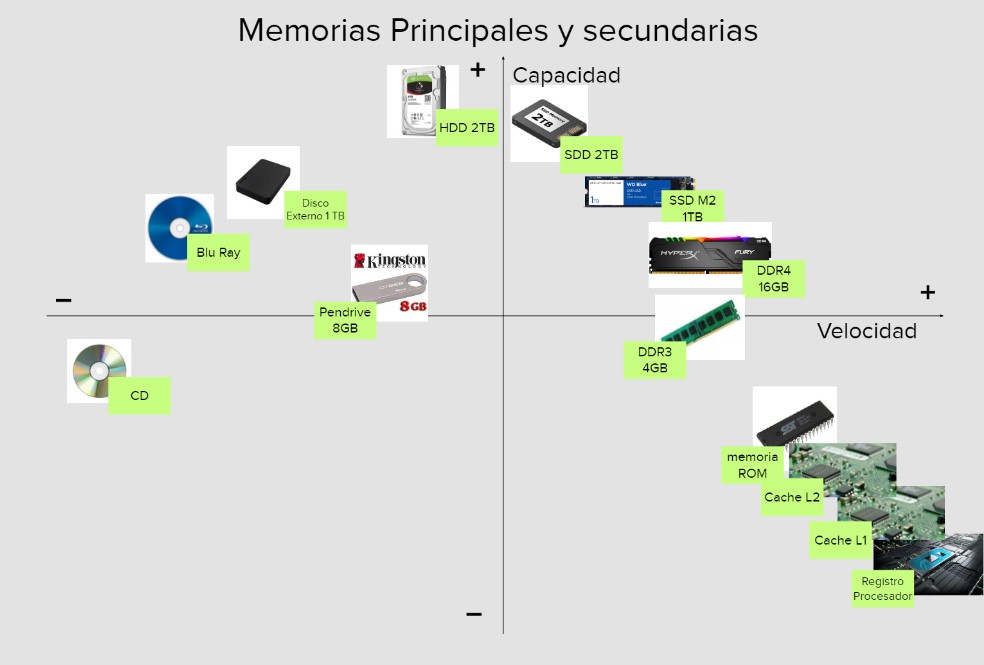 Memorias Principales y secundarias
+
Capacidad
HDD 2TB
2TB
SDD 2TB
WD Blue
1TB
SSD M2
1TB
Disco
Externo 1 TB
Blu Ray
HYPERX
FURY
DDR4
16GB
Kingston
TECHNOLOGY
8GB
Pendrive
8GB
−
+
Velocidad
DDR3
4GB
CD
SST
memoria
ROM
Cache L2
Cache L1
Registro
Procesador
−